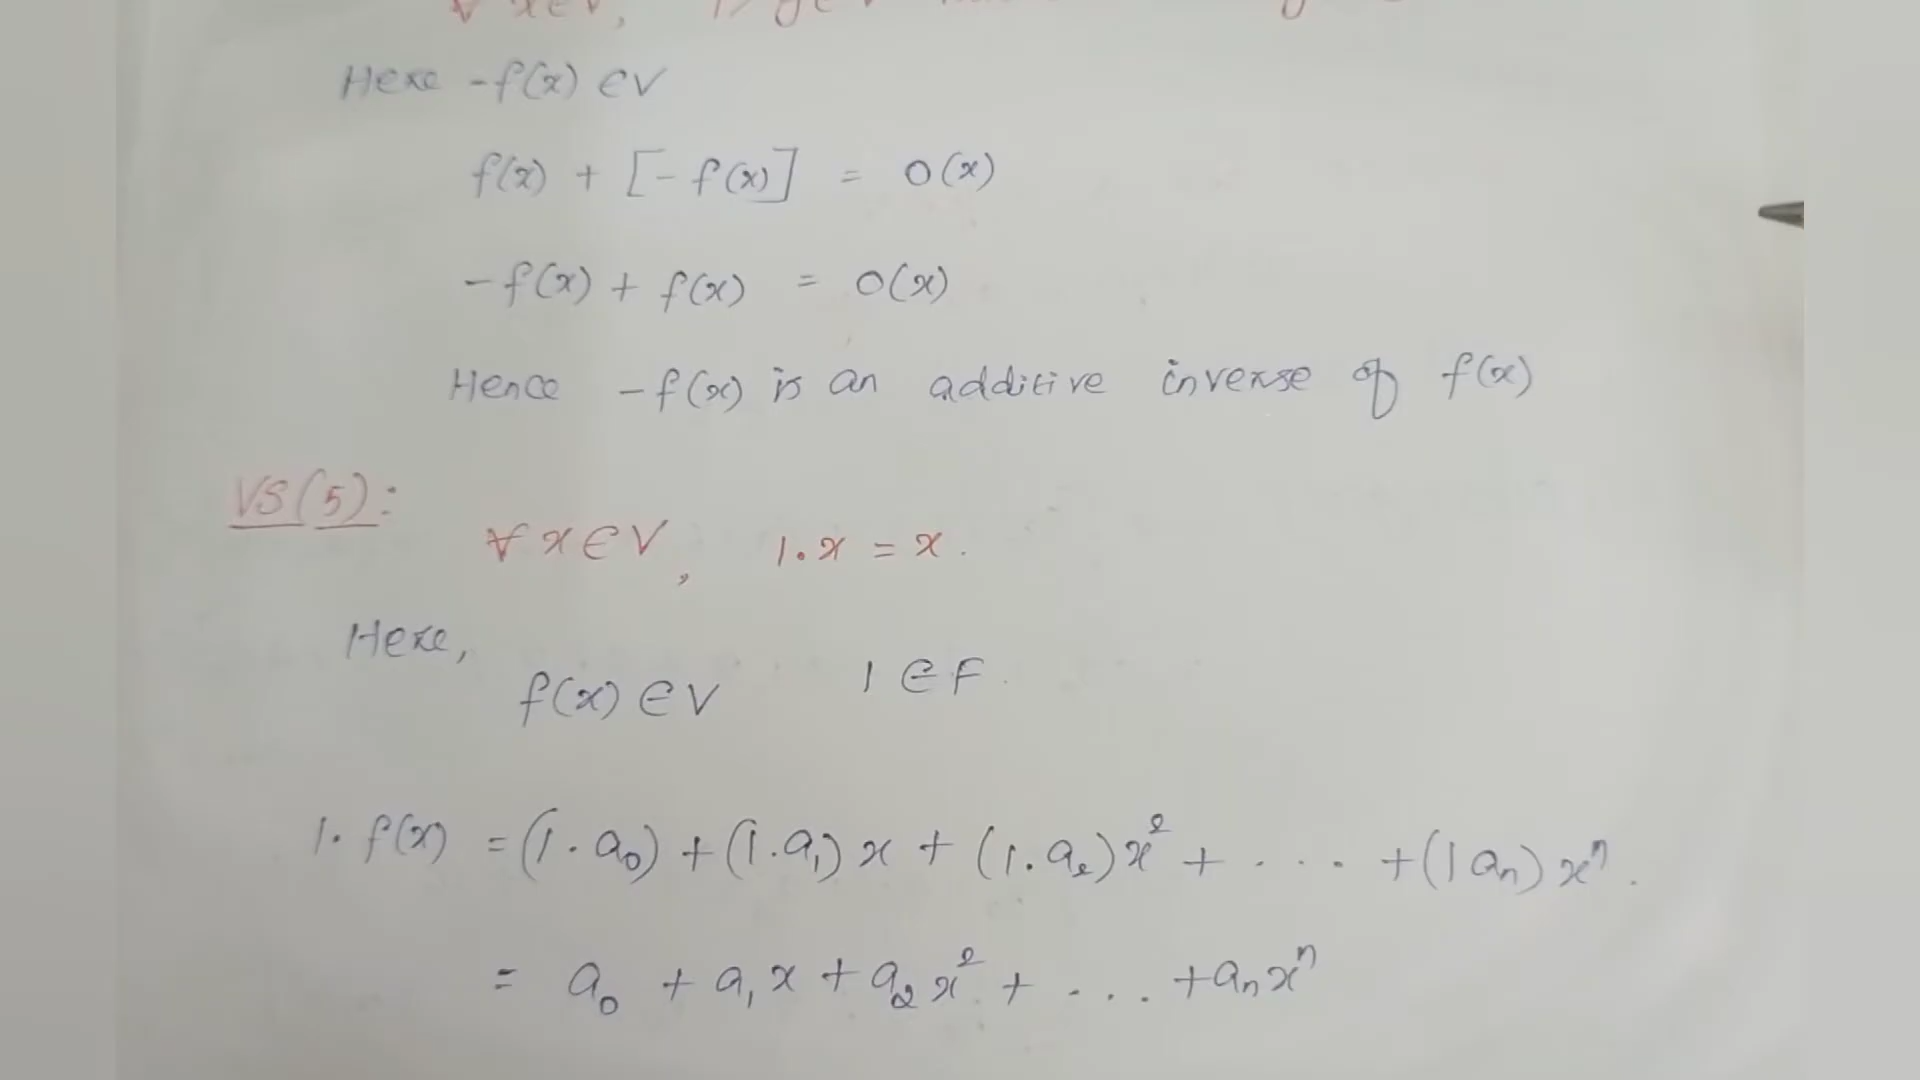 ∀ x∈V,
Here -f(x) ∈V
f(x) + [-f(x)] = 0(x)
-f(x) + f(x) = 0(x)
Hence -f(x) is an additive inverse of f(x)
VS(5):
∀ x∈V, 1.x = x.
Here,
f(x) ∈ V 1 ∈ F.
1. f(x) = (1.a₀) + (1.a₁) x + (1.a₂) x² + .... + (1 aₙ) xⁿ.
= a₀ + a₁ x + a₂ x² + .... + aₙ xⁿ